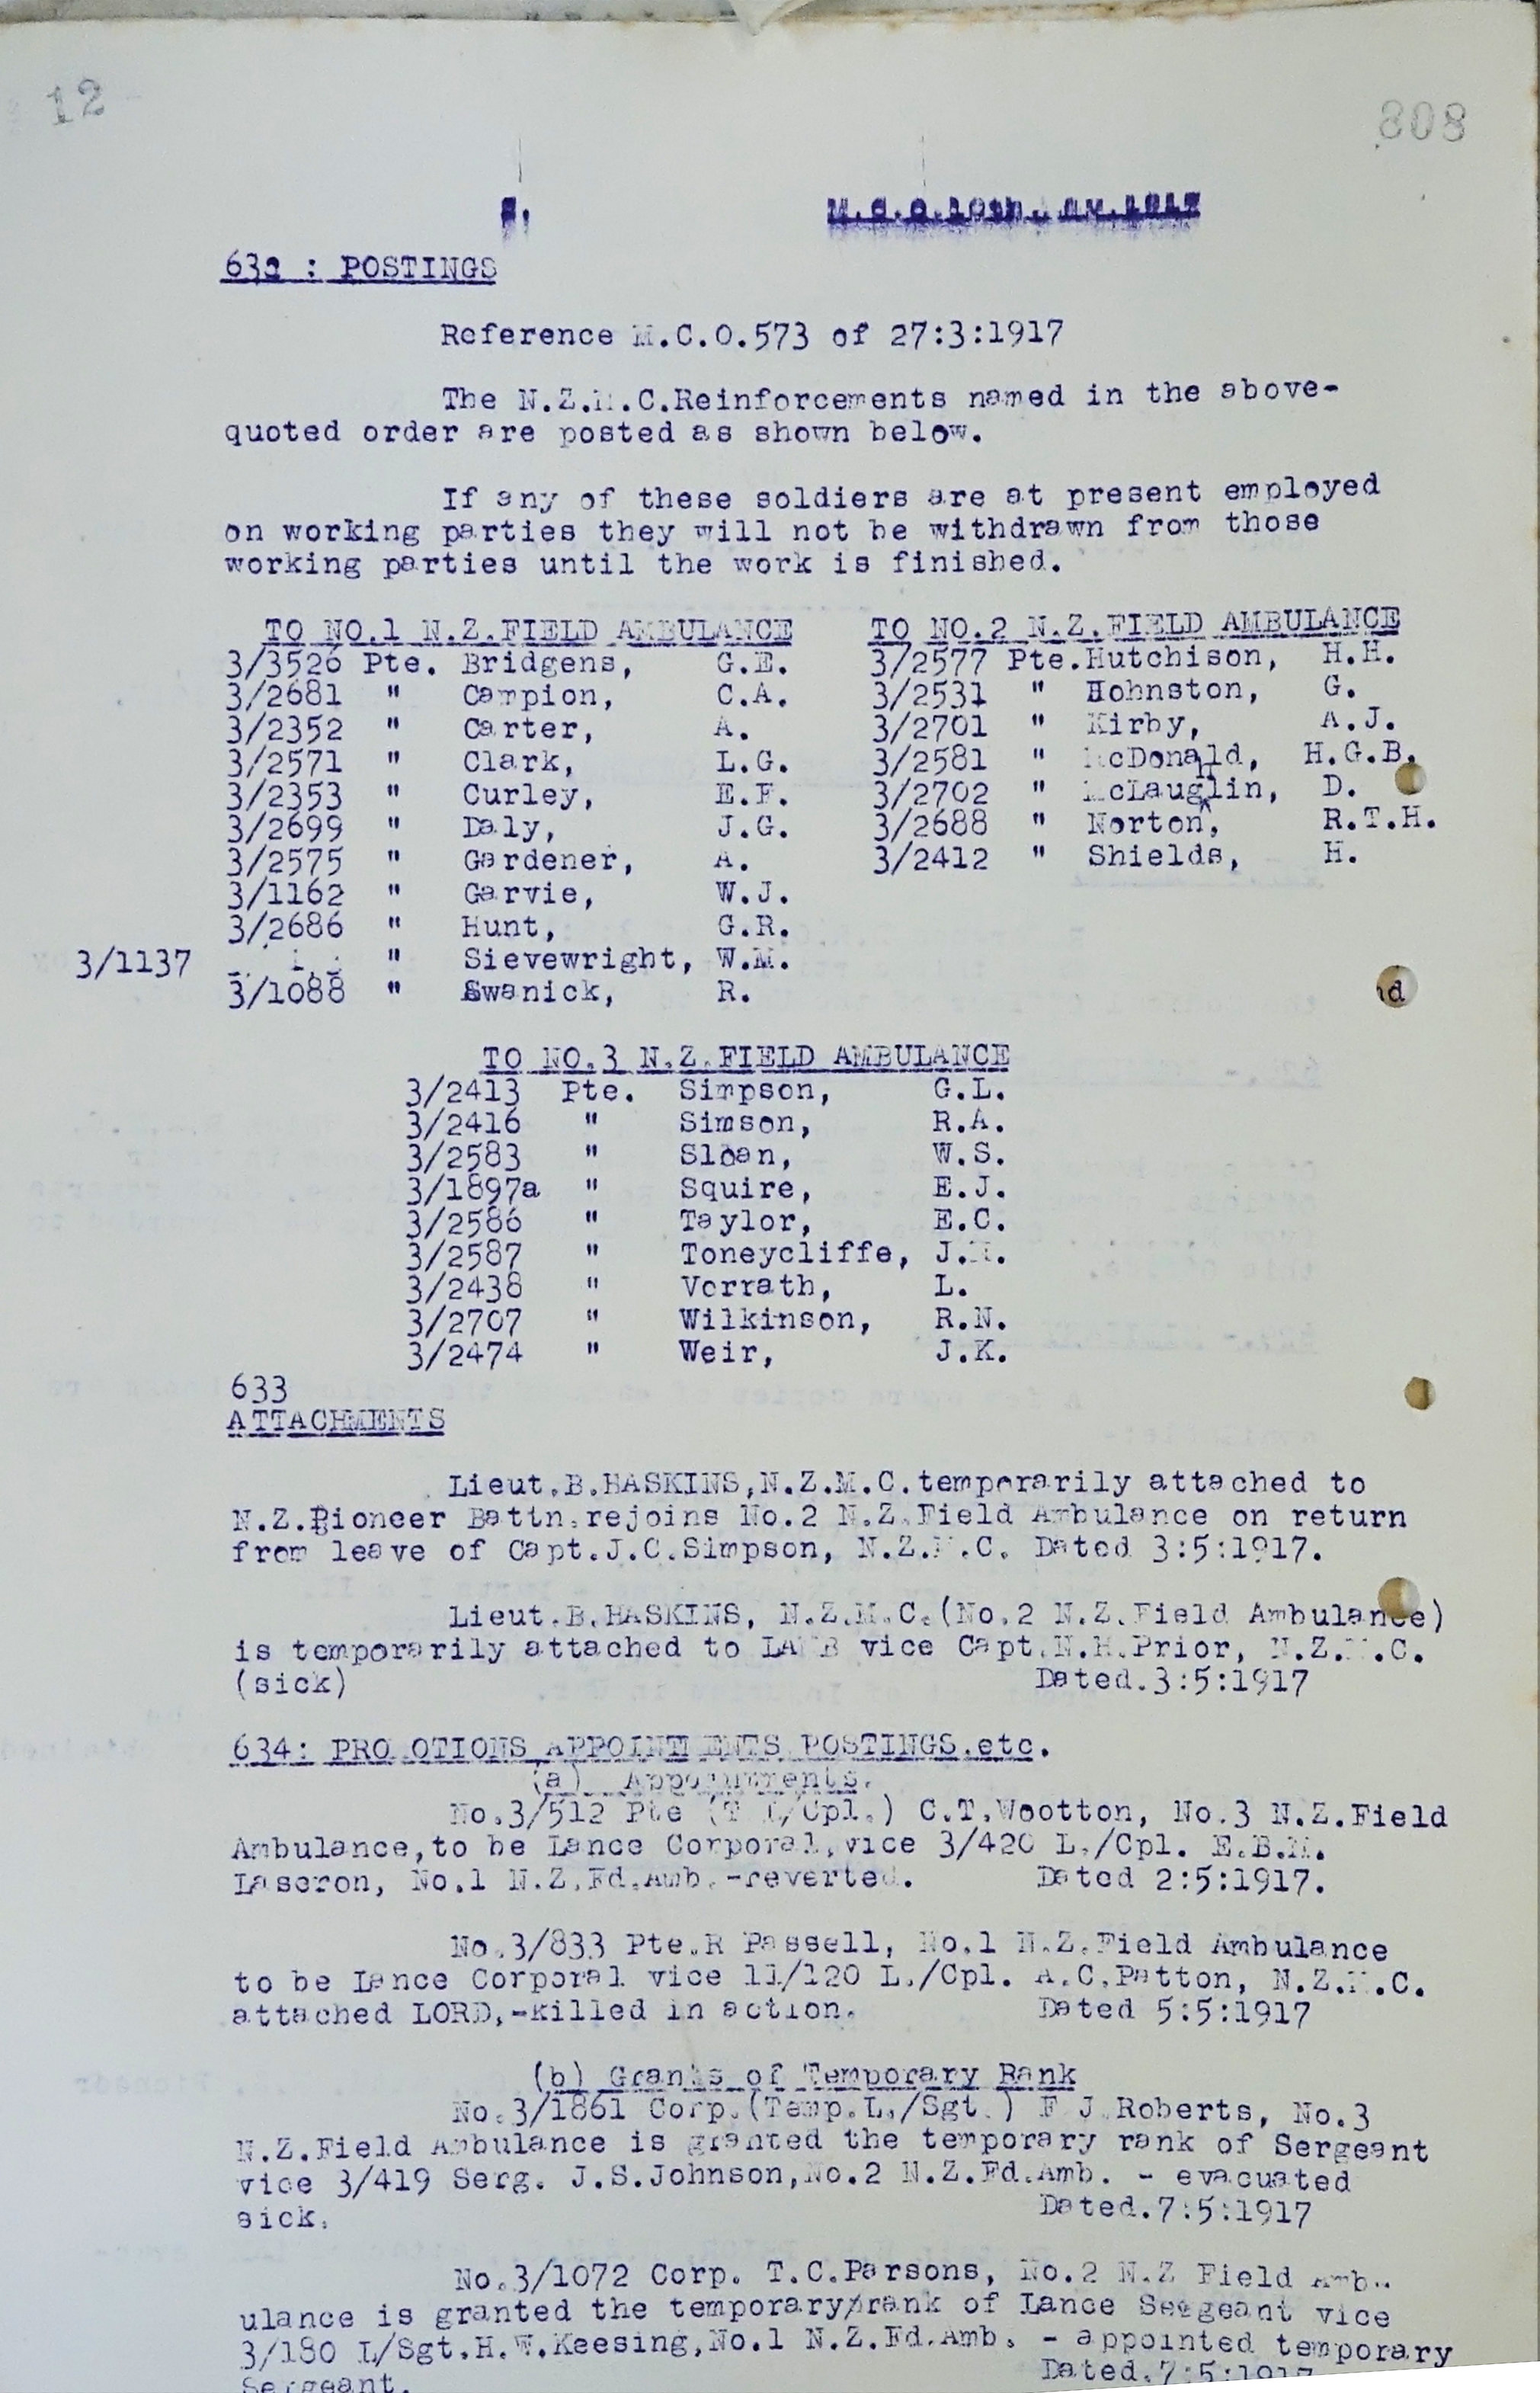 12
808
M.C.O.10th. .1917
632 : POSTINGS
Reference M.C.O.573 of 27:3:1917
The N.Z.M.C.Reinforcements named in the above-
quoted order are posted as shown below.
If any of these soldiers are at present employed
on working parties they will not be withdrawn from those
working parties until the work is finished.
TO NO.1 N.Z.FIELD AMBULANCE
3/3526 Pte. Bridgens, G.E.
3/2681 " Campion, C.A.
3/2352 " Carter, A.
3/2571 " Clark, L.G.
3/2353 " Curley, E.F.
3/2699 " Daly, J.G.
3/2575 " Gardener, A.
3/1162 " Garvie, W.J.
3/2686 " Hunt, G.R.
3/1137 " Sievewright, W.M.
3/1088 " Swanick, R.
TO NO.2 N.Z.FIELD AMBULANCE
3/2577 Pte.Hutchison, H.H.
3/2531 " Hohnston, G.
3/2701 " Kirby, A.J.
3/2581 " McDonald, H.G.B.
3/2702 " McLaughlin, D.
3/2688 " Norton, R.T.H.
3/2412 " Shields, H.
nd
TO NO.3 N.Z.FIELD AMBULANCE
3/2413 Pte. Simpson, G.L.
3/2416 " Simson, R.A.
3/2583 " Sloan, W.S.
3/1897a " Squire, E.J.
3/2586 " Taylor, E.C.
3/2587 " Toneycliffe, J.H.
3/2438 " Verrath, L.
3/2707 " Wilkinson, R.N.
3/2474 " Weir, J.K.
633
ATTACHMENTS
Lieut.B.HASKINS,N.Z.M.C.temporarily attached to
N.Z.Pioneer Battn.rejoins No.2 N.Z.Field Ambulance on return
from leave of Capt.J.C.Simpson, N.Z.M.C. Dated 3:5:1917.
Lieut.B.HASKINS, N.Z.M.C.(No.2 N.Z.Field Ambulance)
is temporarily attached to LAMB vice Capt.N.H.Prior, N.Z.M.C.
(sick) Dated.3:5:1917
634: PROMOTIONS APPOINTMENTS POSTINGS.etc.
(a) Appointments.
No.3/512 Pte (T L/Cpl.) C.T.Wootton, No.3 N.Z.Field
Ambulance,to be Lance Corporal,vice 3/420 L./Cpl. E.B.M.
Laseron, No.1 N.Z.Fd.Amb.-reverted. Dated 2:5:1917.
No.3/833 Pte.R Passell, No.1 N.Z.Field Ambulance
to be Lance Corporal vice 11/120 L./Cpl. A.C.Patton, N.Z.M.C.
attached LORD,-killed in action. Dated 5:5:1917
(b) Grants of Temporary Rank
No.3/1861 Corp.(Temp.L./Sgt.) F J.Roberts, No.3
N.Z.Field Ambulance is granted the temporary rank of Sergeant
vice 3/419 Serg. J.S.Johnson,No.2 N.Z.Fd.Amb. - evacuated
sick. Dated.7:5:1917
No.3/1072 Corp. T.C.Parsons, No.2 N.Z Field Amb-
ulance is granted the temporary/rank of Lance Sergeant vice
3/180 L/Sgt.H.W.Keesing,No.1 N.Z.Fd.Amb. - appointed temporary
Sergeant. Dated.7:5:1917